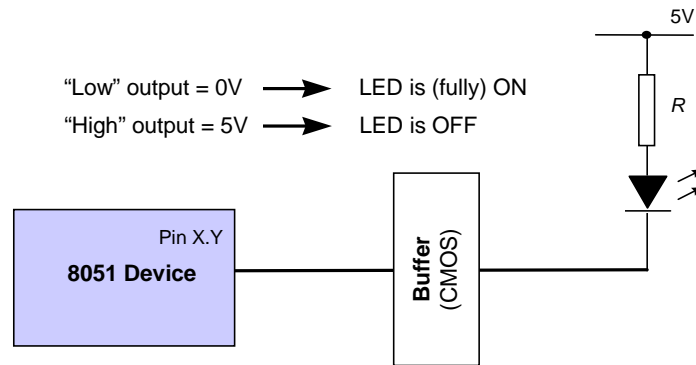 5V
“Low” output = 0V LED is (fully) ON
“High” output = 5V LED is OFF
R
Pin X.Y
8051 Device
Buffer
(CMOS)